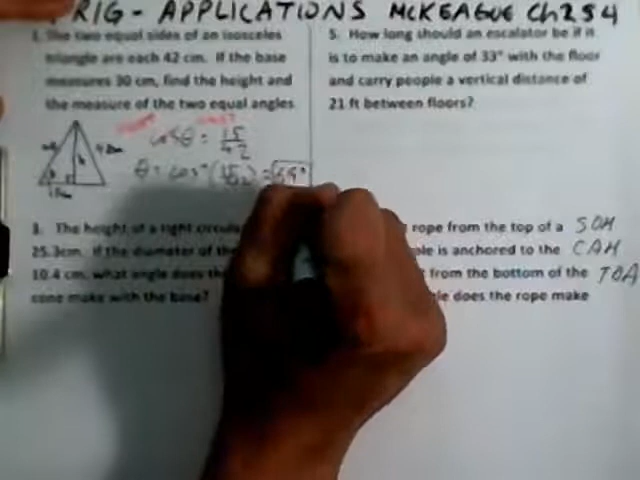 TRIG - APPLICATIONS MCKEAGUE Ch 2 S 4
1. The two equal sides of an isosceles
triangle are each 42 cm. If the base
measures 30 cm, find the height and
the measure of the two equal angles.
cos θ = 15/42
θ = cos⁻¹(15/42) = 69°
42cm
h
15cm
5. How long should an escalator be if it
is to make an angle of 33° with the floor
and carry people a vertical distance of
21 ft between floors?
3. The height of a right circula
25.3cm. If the diameter of the
10.4 cm, what angle does the
cone make with the base?
rope from the top of a SOH
is anchored to the CAH
from the bottom of the TOA
does the rope make